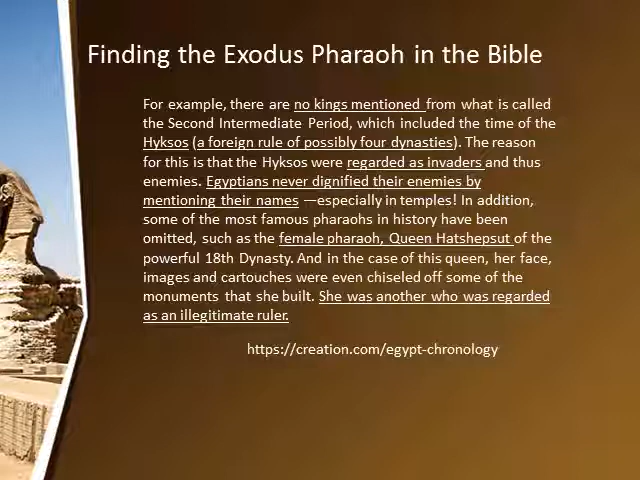 Finding the Exodus Pharaoh in the Bible
For example, there are no kings mentioned from what is called
the Second Intermediate Period, which included the time of the
Hyksos (a foreign rule of possibly four dynasties). The reason
for this is that the Hyksos were regarded as invaders and thus
enemies. Egyptians never dignified their enemies by
mentioning their names —especially in temples! In addition,
some of the most famous pharaohs in history have been
omitted, such as the female pharaoh, Queen Hatshepsut of the
powerful 18th Dynasty. And in the case of this queen, her face,
images and cartouches were even chiseled off some of the
monuments that she built. She was another who was regarded
as an illegitimate ruler.
https://creation.com/egypt-chronology